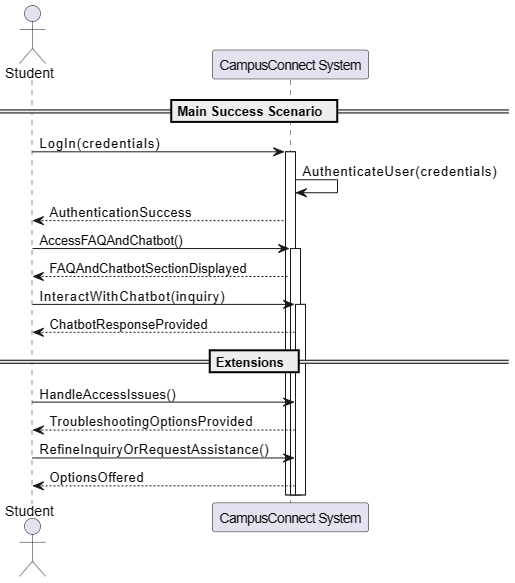 Student
CampusConnect System
Main Success Scenario
LogIn(credentials)
AuthenticateUser(credentials)
AuthenticationSuccess
AccessFAQAndChatbot()
FAQAndChatbotSectionDisplayed
InteractWithChatbot(inquiry)
ChatbotResponseProvided
Extensions
HandleAccessIssues()
TroubleshootingOptionsProvided
RefineInquiryOrRequestAssistance()
OptionsOffered
Student
CampusConnect System